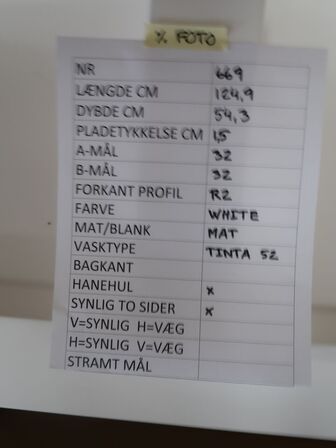 % FOTO
NR 669
LÆNGDE CM 124,9
DYBDE CM 54,3
PLADETYKKELSE CM 1,5
A-MÅL 32
B-MÅL 32
FORKANT PROFIL R2
FARVE WHITE
MAT/BLANK MAT
VASKTYPE TINTA 52
BAGKANT
HANEHUL x
SYNLIG TO SIDER x
V=SYNLIG H=VÆG
H=SYNLIG V=VÆG
STRAMT MÅL